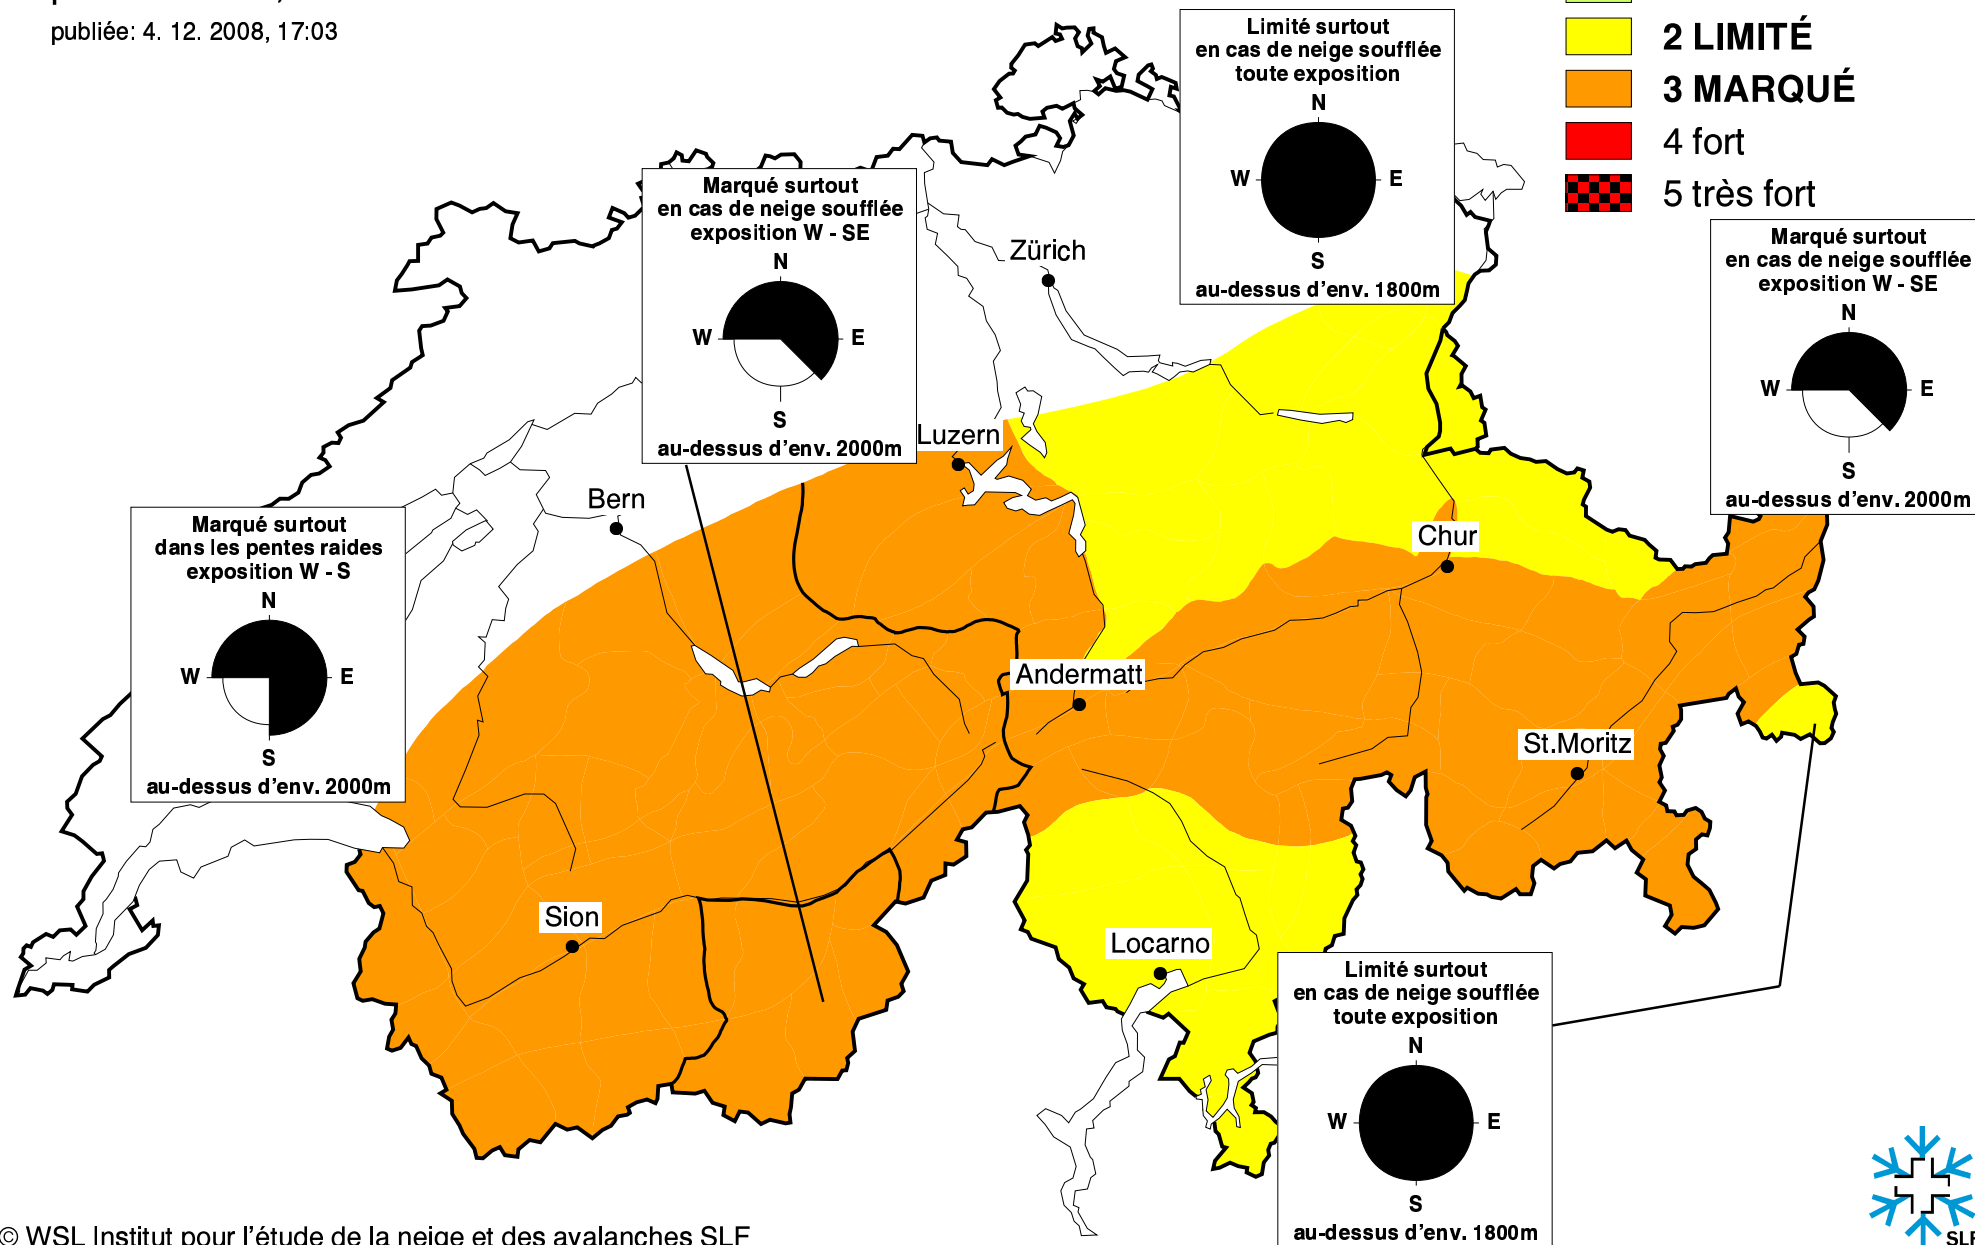 publiée: 4. 12. 2008, 17:03
2 LIMITÉ
3 MARQUÉ
4 fort
5 très fort
Limité surtout
en cas de neige soufflée
toute exposition
N
W
E
S
au-dessus d'env. 1800m
Marqué surtout
en cas de neige soufflée
exposition W - SE
N
W
E
S
au-dessus d'env. 2000m
Marqué surtout
en cas de neige soufflée
exposition W - SE
N
W
E
S
au-dessus d'env. 2000m
Marqué surtout
dans les pentes raides
exposition W - S
N
W
E
S
au-dessus d'env. 2000m
Zürich
Luzern
Bern
Chur
Andermatt
St.Moritz
Sion
Locarno
Limité surtout
en cas de neige soufflée
toute exposition
N
W
E
S
au-dessus d'env. 1800m
© WSL Institut pour l'étude de la neige et des avalanches SLF
SLF